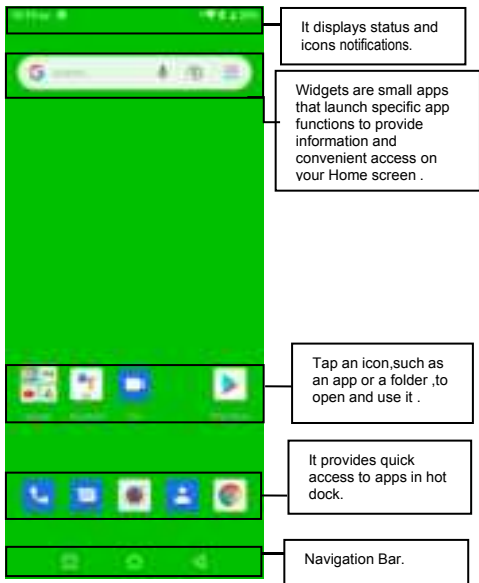 It displays status and
icons notifications.
Widgets are small apps
that launch specific app
functions to provide
information and
convenient access on
your Home screen .
Tap an icon,such as
an app or a folder ,to
open and use it .
It provides quick
access to apps in hot
dock.
Navigation Bar.